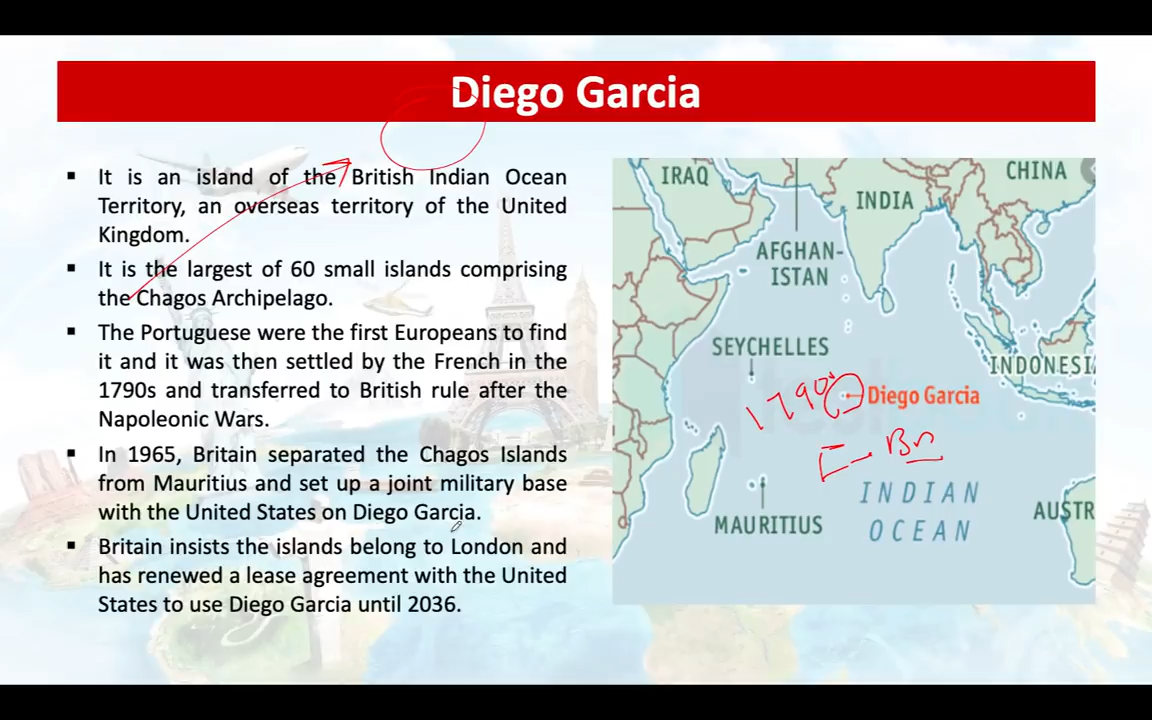 Diego Garcia
▪ It is an island of the British Indian Ocean
Territory, an overseas territory of the United
Kingdom.
▪ It is the largest of 60 small islands comprising
the Chagos Archipelago.
▪ The Portuguese were the first Europeans to find
it and it was then settled by the French in the
1790s and transferred to British rule after the
Napoleonic Wars.
▪ In 1965, Britain separated the Chagos Islands
from Mauritius and set up a joint military base
with the United States on Diego Garcia.
▪ Britain insists the islands belong to London and
has renewed a lease agreement with the United
States to use Diego Garcia until 2036.
IRAQ
CHINA
INDIA
AFGHAN-
ISTAN
SEYCHELLES
INDONESI
1790s
Diego Garcia
MAURITIUS
INDIAN
OCEAN
AUSTR